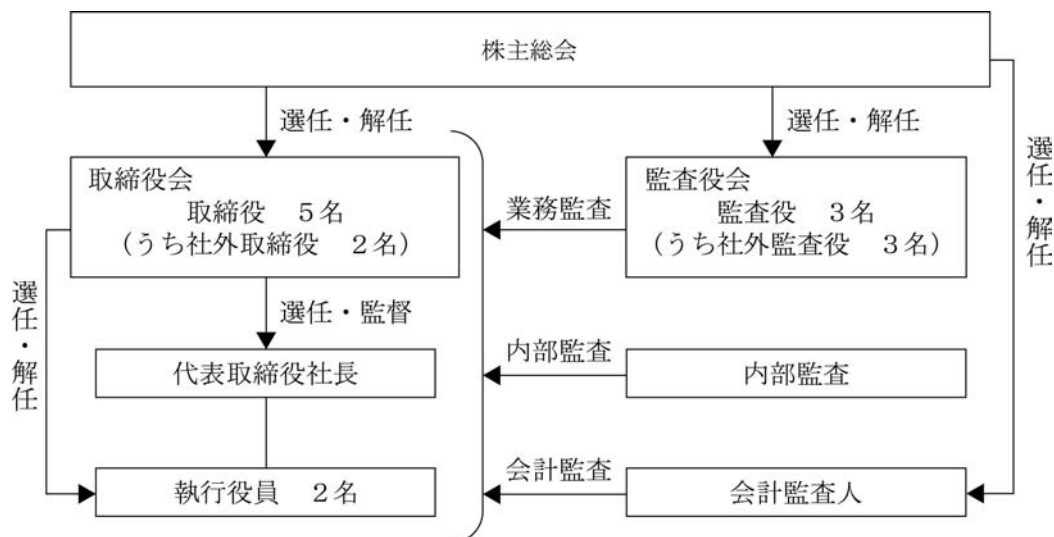 株主総会
選任・解任
選任・解任
選任・解任
取締役会
取締役 5名
(うち社外取締役 2名)
業務監査
監査役会
監査役 3名
(うち社外監査役 3名)
選任・解任
選任・監督
代表取締役社長
内部監査
内部監査
執行役員 2名
会計監査
会計監査人